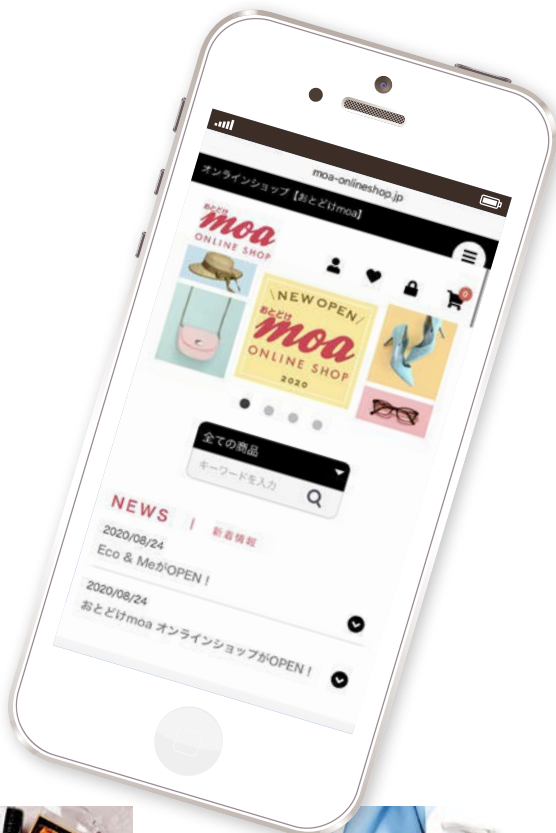 moa-onlineshop.jp
オンラインショップ【おとどけmoa】
おとどけ
moa
ONLINE SHOP
0
NEW OPEN
おとどけ
moa
ONLINE SHOP
2020
全ての商品
キーワードを入力
NEWS | 新着情報
2020/08/24
Eco & MeがOPEN！
2020/08/24
おとどけmoa オンラインショップがOPEN！